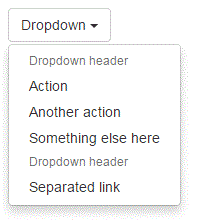 Dropdown
Dropdown header
Action
Another action
Something else here
Dropdown header
Separated link